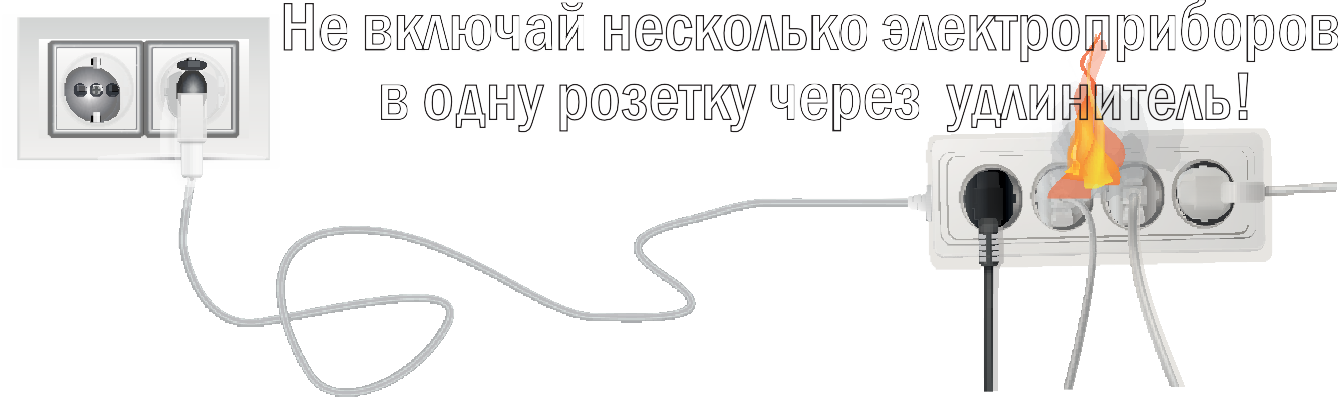 Не включай несколько электроприборов
в одну розетку через удлинитель!